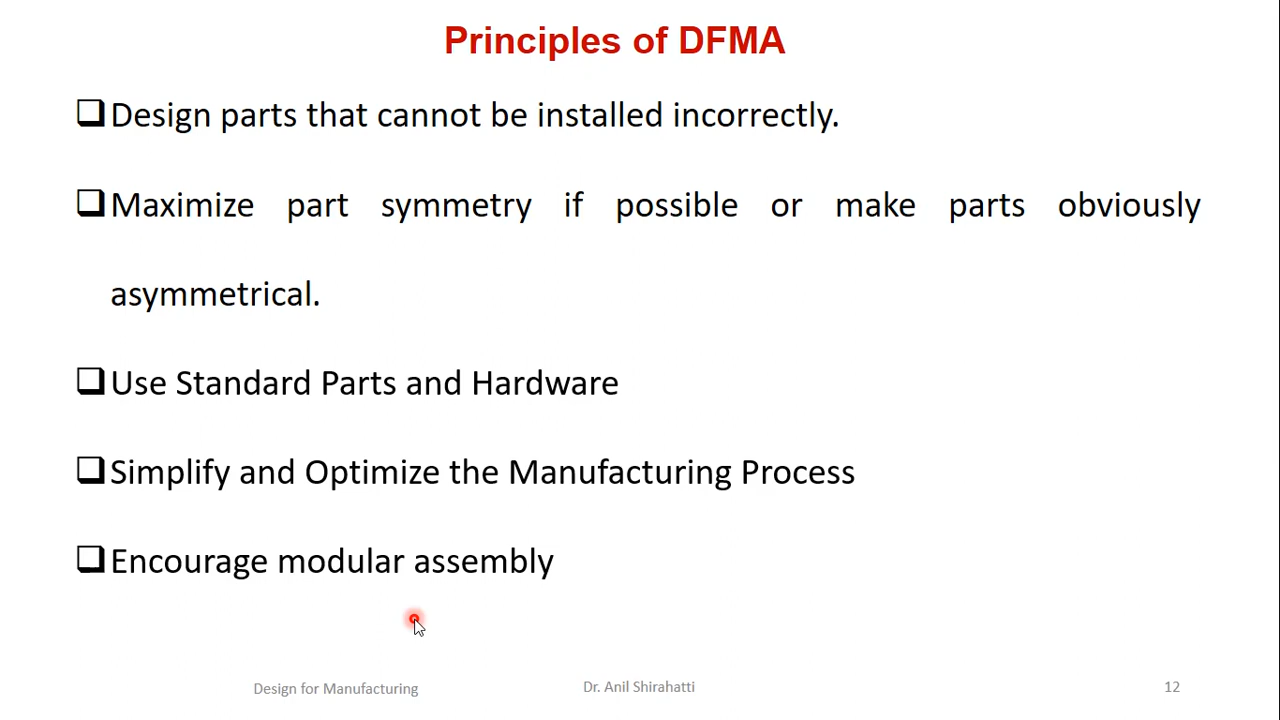 Principles of DFMA
Design parts that cannot be installed incorrectly.
Maximize part symmetry if possible or make parts obviously
asymmetrical.
Use Standard Parts and Hardware
Simplify and Optimize the Manufacturing Process
Encourage modular assembly
Design for Manufacturing
Dr. Anil Shirahatti
12